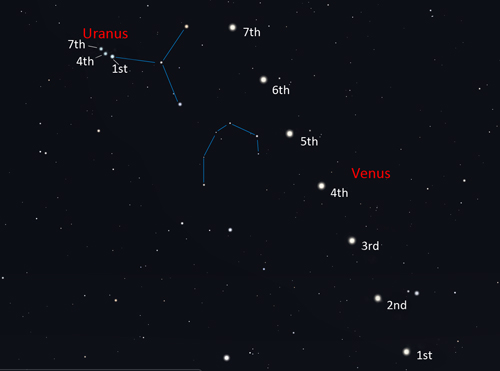 Uranus
7th
7th
4th
1st
6th
5th
Venus
4th
3rd
2nd
1st